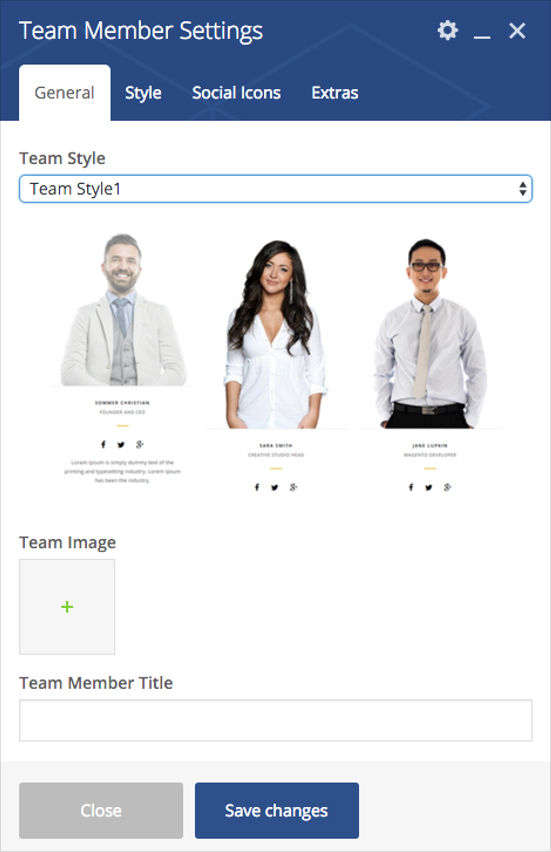 Team Member Settings
General
Style
Social Icons
Extras
Team Style
Team Style1
SOMMER CHRISTIAN
FOUNDER AND CEO
Lorem Ipsum is simply dummy text of the
printing and typesetting industry. Lorem Ipsum
has been the industry.
SARA SMITH
CREATIVE STUDIO HEAD
JANE LUPKIN
MAGENTO DEVELOPER
Team Image
Team Member Title
Close
Save changes